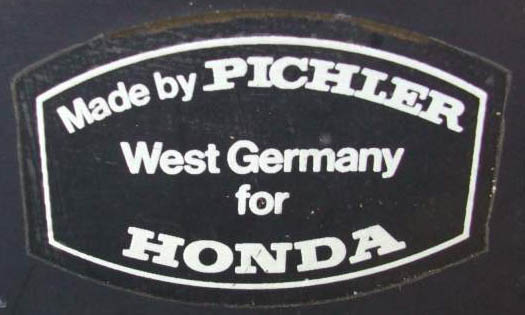 Made by PICHLER
West Germany
for
HONDA